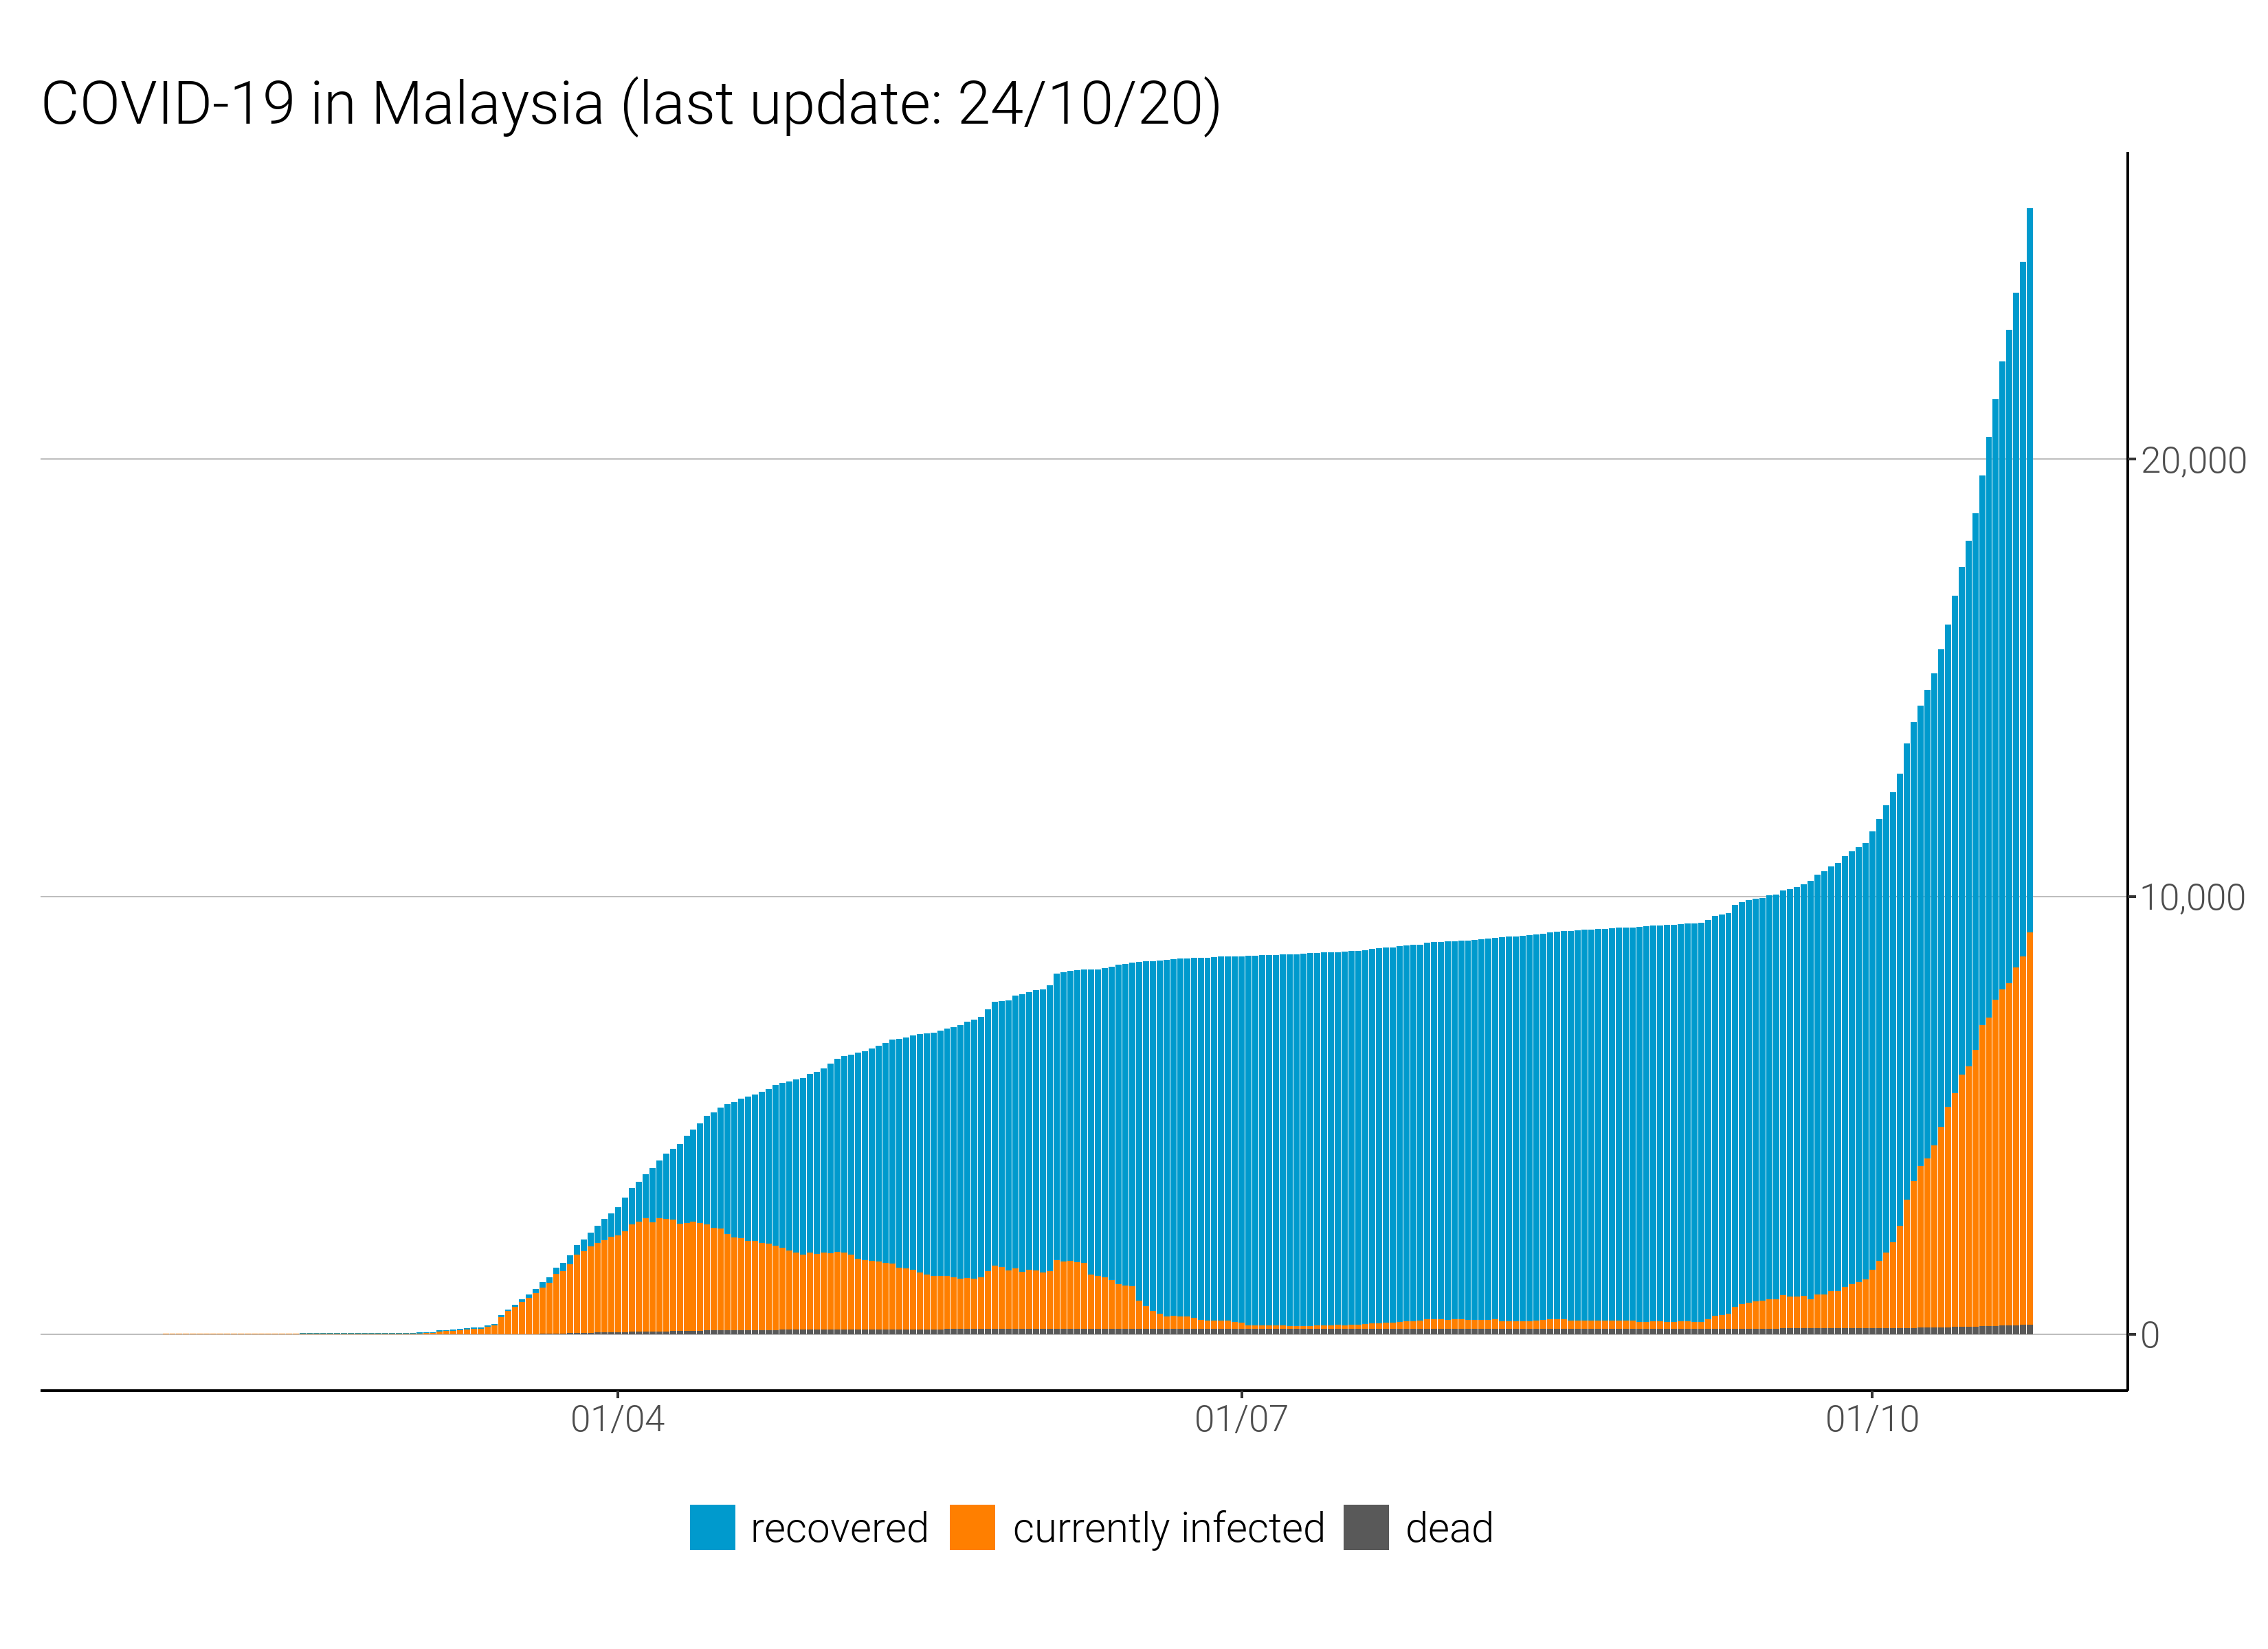 COVID-19 in Malaysia (last update: 24/10/20)
20,000
10,000
0
01/04 01/07 01/10
recovered currently infected dead